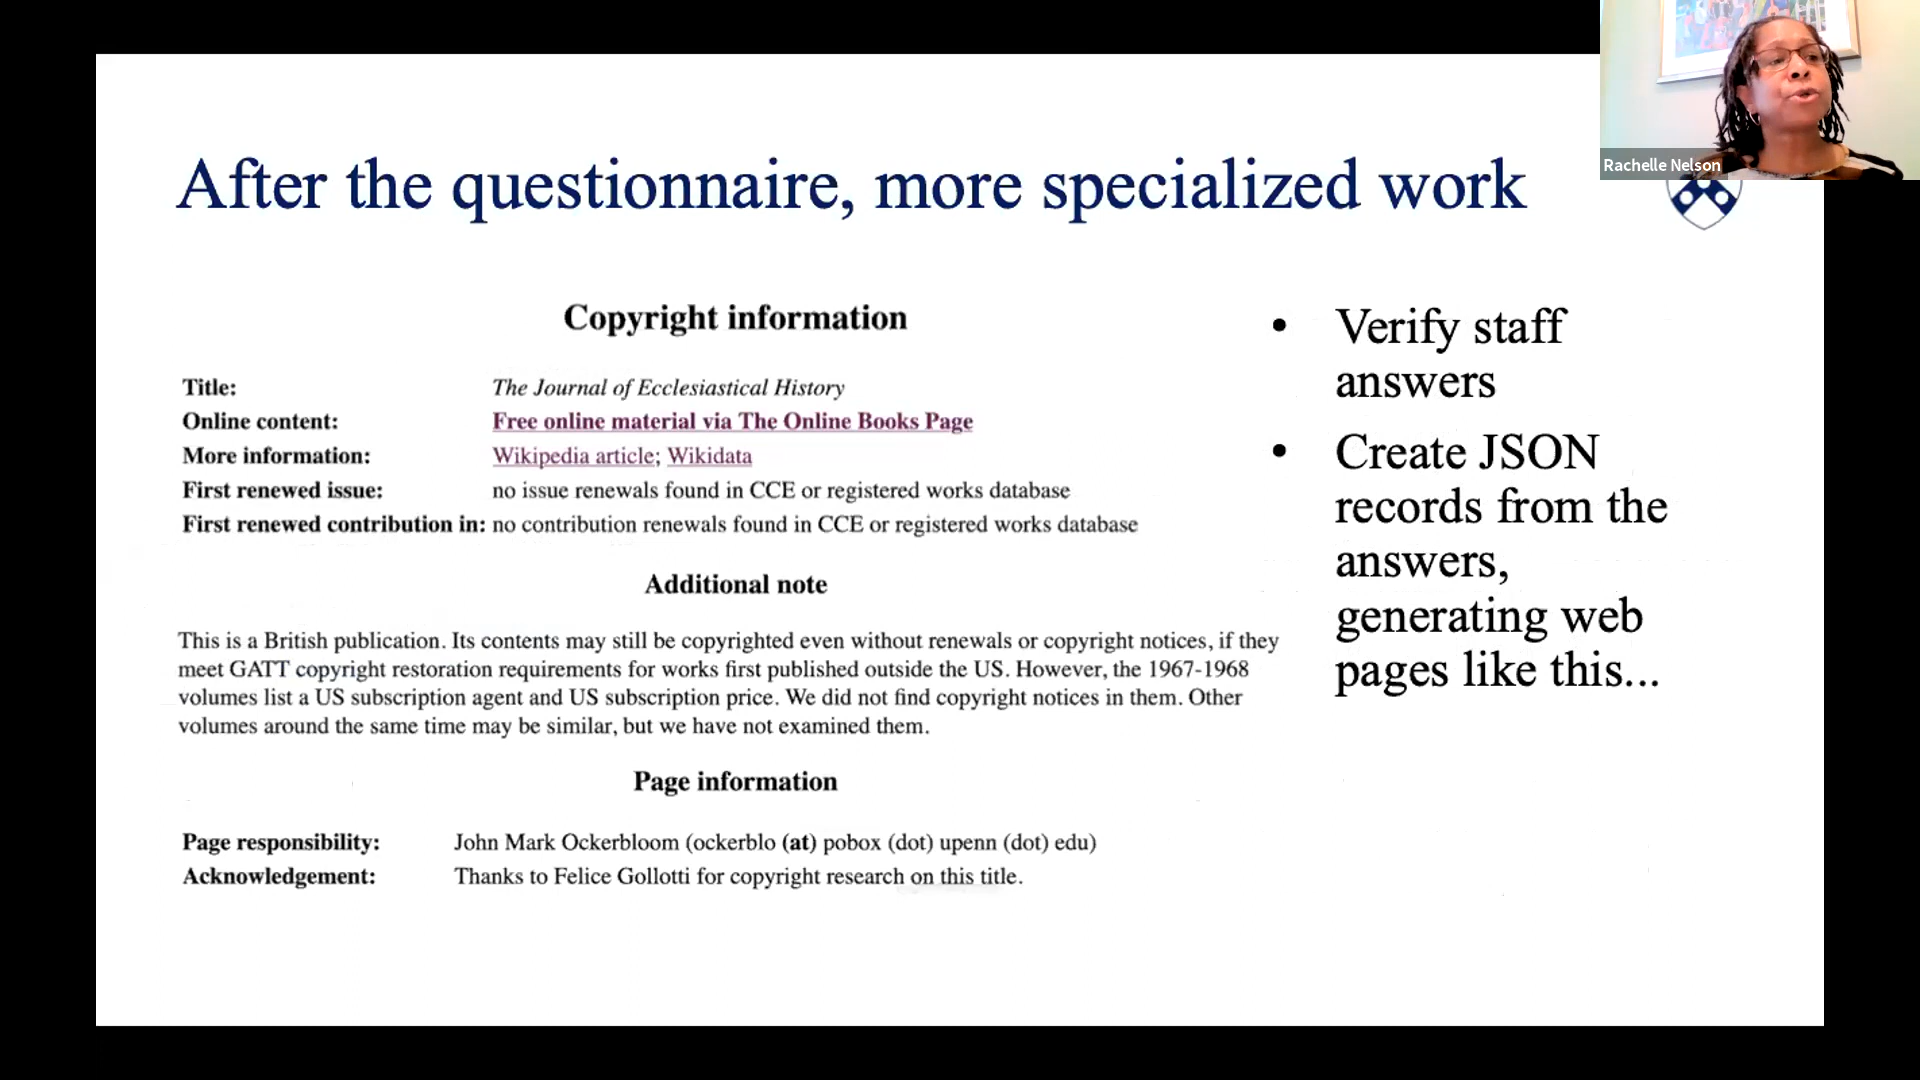 Rachelle Nelson
After the questionnaire, more specialized work
Copyright information
Title: The Journal of Ecclesiastical History
Online content: Free online material via The Online Books Page
More information: Wikipedia article; Wikidata
First renewed issue: no issue renewals found in CCE or registered works database
First renewed contribution in: no contribution renewals found in CCE or registered works database
Additional note
This is a British publication. Its contents may still be copyrighted even without renewals or copyright notices, if they
meet GATT copyright restoration requirements for works first published outside the US. However, the 1967-1968
volumes list a US subscription agent and US subscription price. We did not find copyright notices in them. Other
volumes around the same time may be similar, but we have not examined them.
Page information
Page responsibility: John Mark Ockerbloom (ockerblo (at) pobox (dot) upenn (dot) edu)
Acknowledgement: Thanks to Felice Gollotti for copyright research on this title.
• Verify staff
answers
• Create JSON
records from the
answers,
generating web
pages like this...